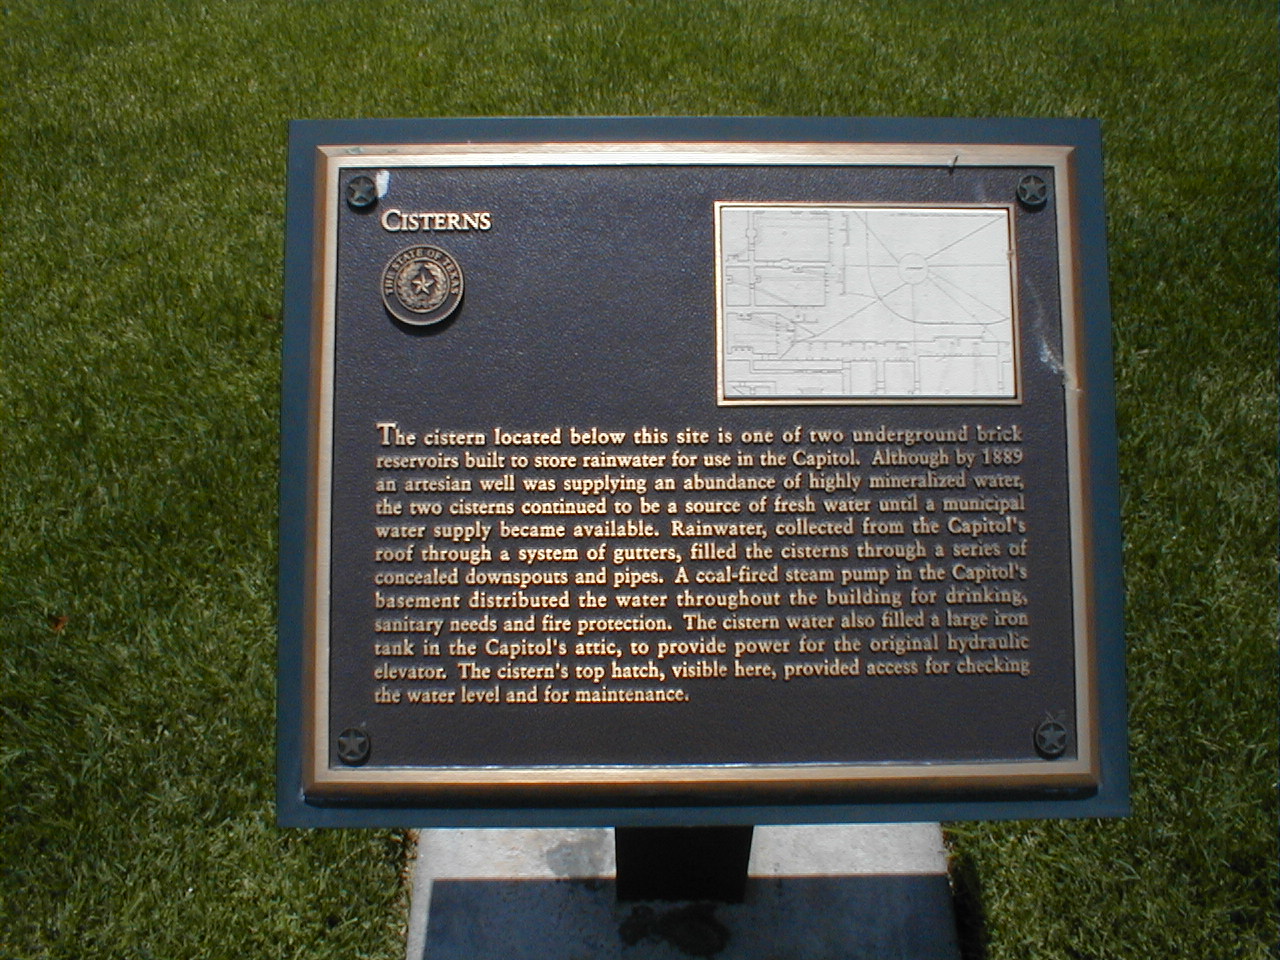 CISTERNS
THE STATE OF TEXAS
The cistern located below this site is one of two underground brick
reservoirs built to store rainwater for use in the Capitol. Although by 1889
an artesian well was supplying an abundance of highly mineralized water,
the two cisterns continued to be a source of fresh water until a municipal
water supply became available. Rainwater, collected from the Capitol's
roof through a system of gutters, filled the cisterns through a series of
concealed downspouts and pipes. A coal-fired steam pump in the Capitol's
basement distributed the water throughout the building for drinking,
sanitary needs and fire protection. The cistern water also filled a large iron
tank in the Capitol's attic, to provide power for the original hydraulic
elevator. The cistern's top hatch, visible here, provided access for checking
the water level and for maintenance.